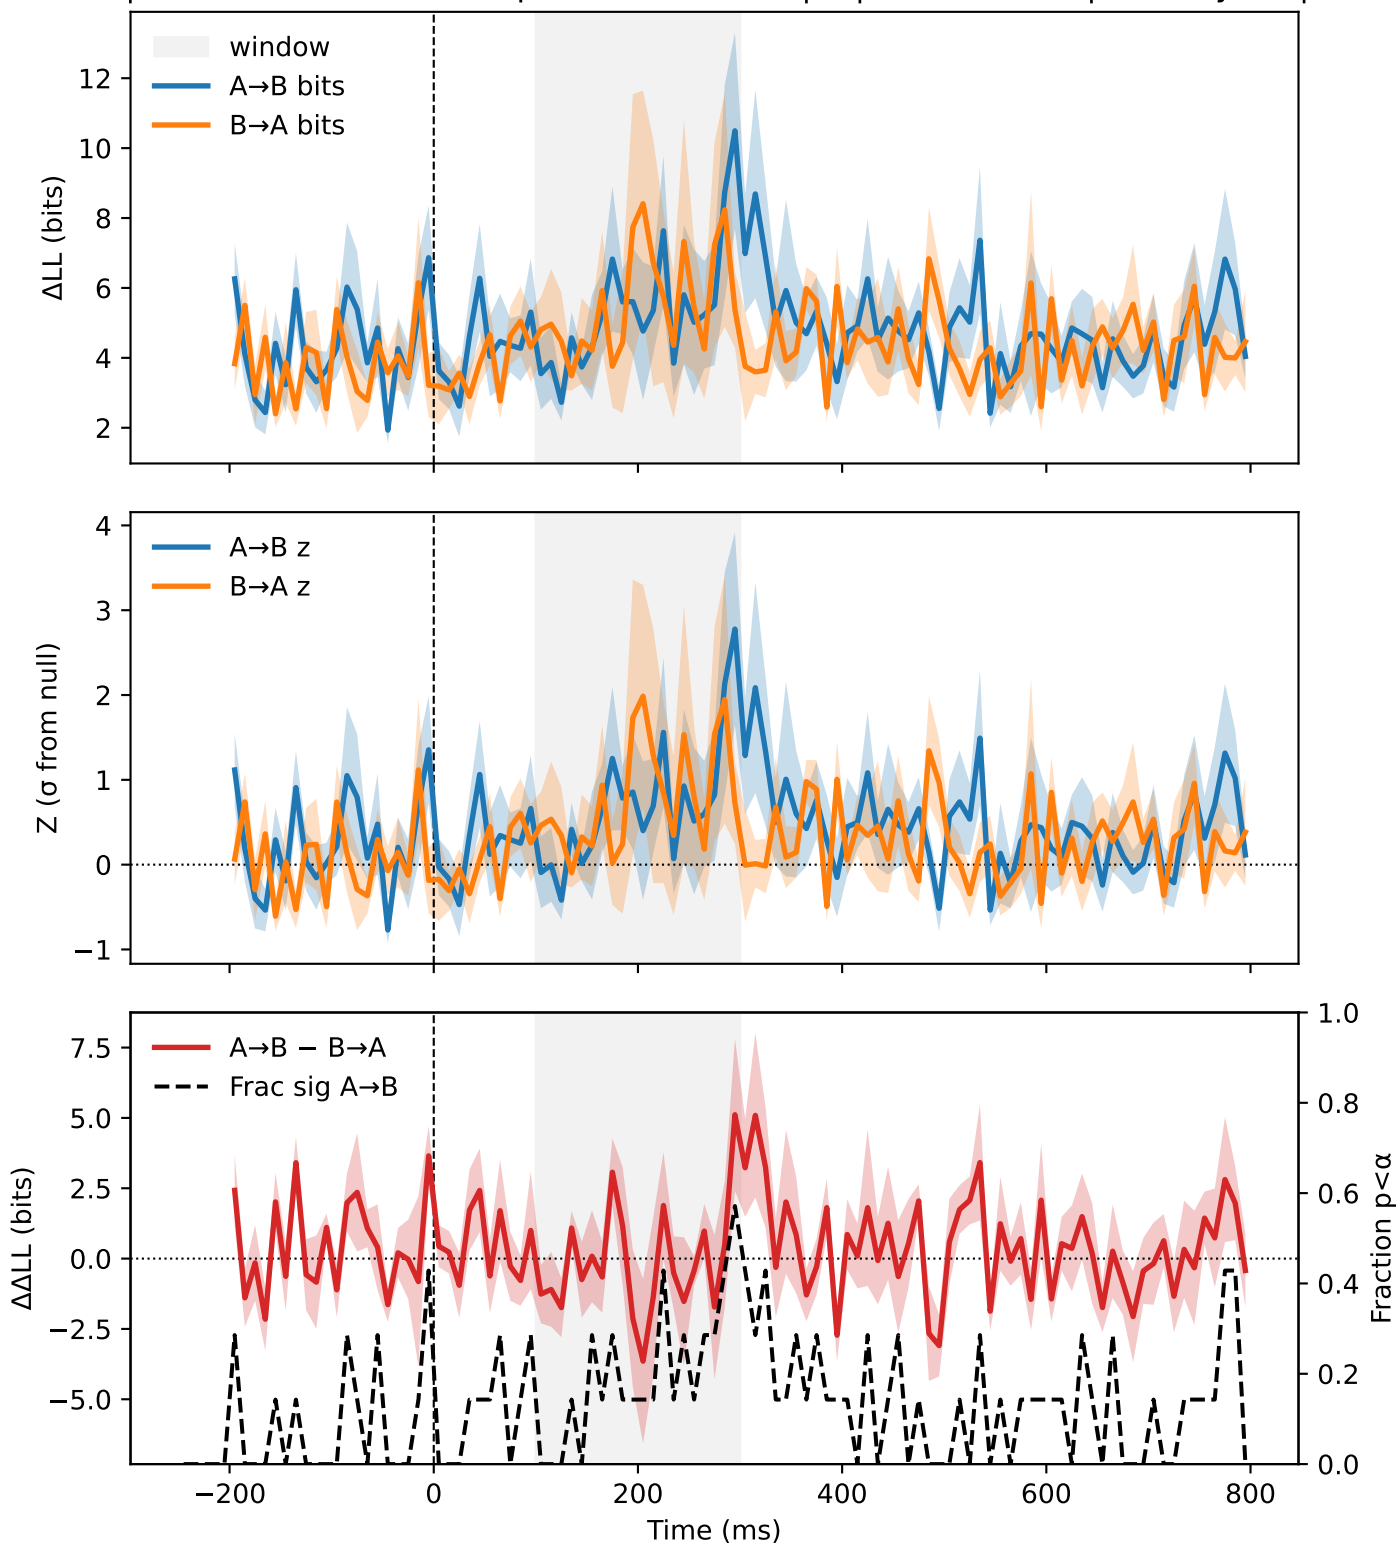 window
A→B bits
B→A bits
ΔLL (bits)
12
10
8
6
4
2
A→B z
B→A z
Z (σ from null)
4
3
2
1
0
−1
A→B − B→A
Frac sig A→B
ΔΔLL (bits)
7.5
5.0
2.5
0.0
−2.5
−5.0
1.0
0.8
0.6
0.4
0.2
0.0
Fraction p<α
−200
0
200
400
600
800
Time (ms)